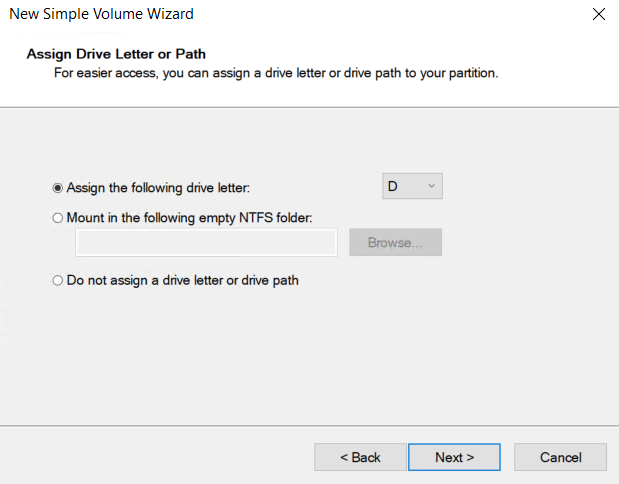 New Simple Volume Wizard
Assign Drive Letter or Path
For easier access, you can assign a drive letter or drive path to your partition.
Assign the following drive letter: D
Mount in the following empty NTFS folder:
Browse...
Do not assign a drive letter or drive path
< Back Next > Cancel